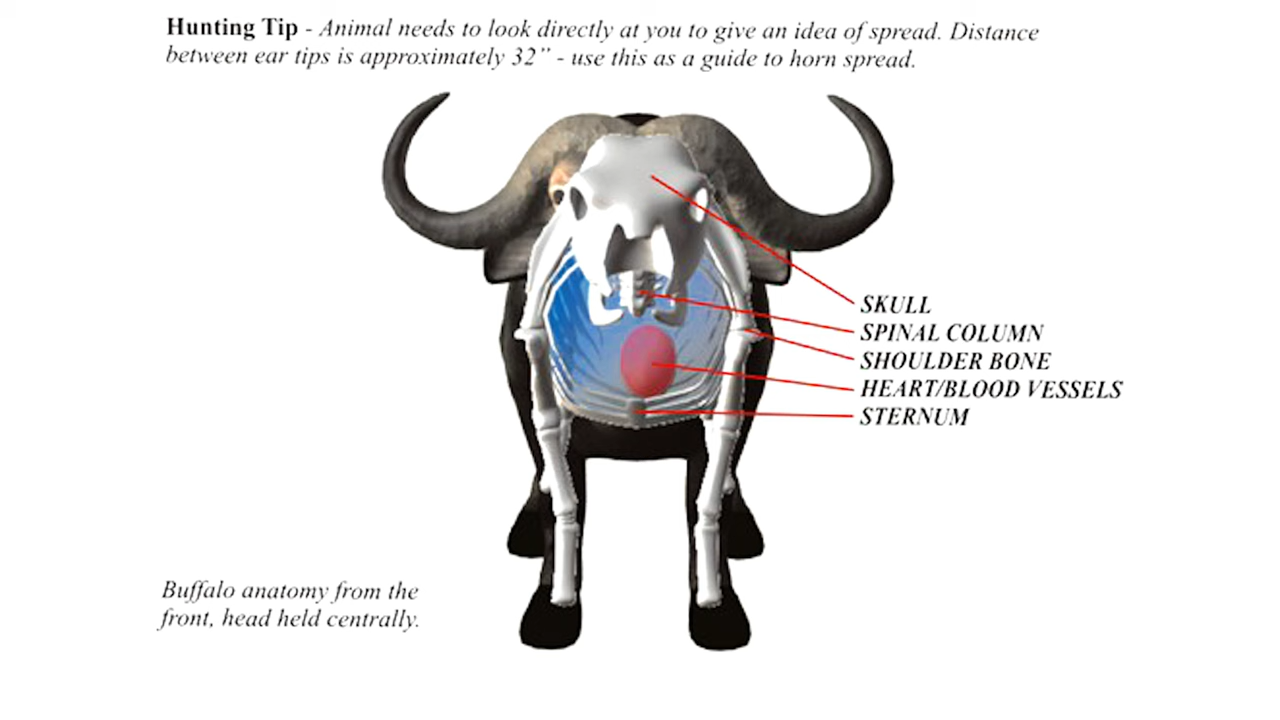 Hunting Tip - Animal needs to look directly at you to give an idea of spread. Distance
between ear tips is approximately 32” - use this as a guide to horn spread.
SKULL
SPINAL COLUMN
SHOULDER BONE
HEART/BLOOD VESSELS
STERNUM
Buffalo anatomy from the
front, head held centrally.